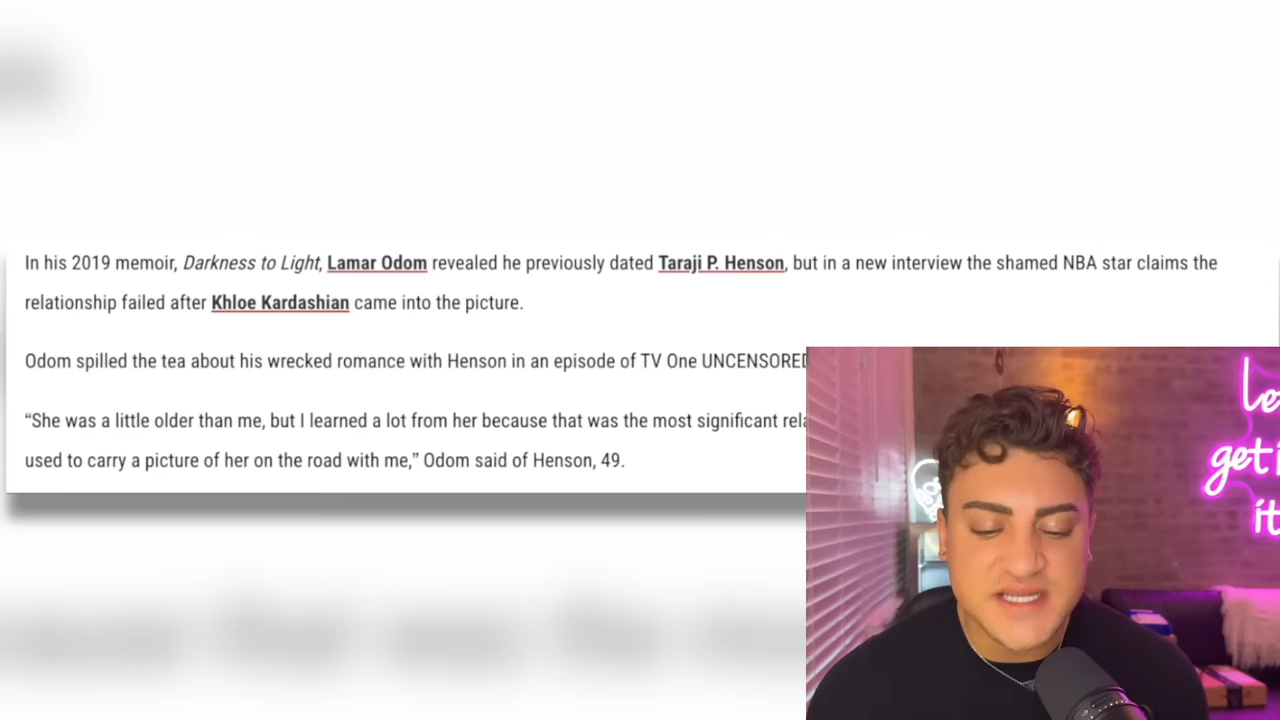 In his 2019 memoir, Darkness to Light, Lamar Odom revealed he previously dated Taraji P. Henson, but in a new interview the shamed NBA star claims the
relationship failed after Khloe Kardashian came into the picture.
Odom spilled the tea about his wrecked romance with Henson in an episode of TV One UNCENSORED
“She was a little older than me, but I learned a lot from her because that was the most significant
used to carry a picture of her on the road with me,” Odom said of Henson, 49.
get
it